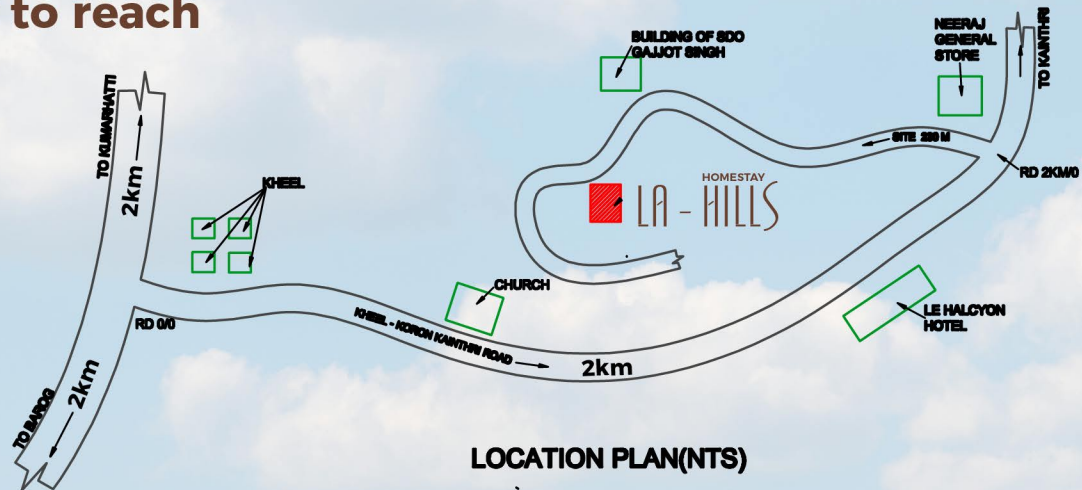 to reach
BUILDING OF SDO
GAJJOT SINGH
NEERAJ
GENERAL
STORE
TO KAINTHRI
TO KUMARHATTI
2km
KHEEL
SITE
RD 2KM/0
HOMESTAY
LA - HILLS
CHURCH
RD 0/0
KHEEL - KORON KAINTHRI ROAD
2km
LE HALCYON
HOTEL
TO BAROG
2km
LOCATION PLAN(NTS)